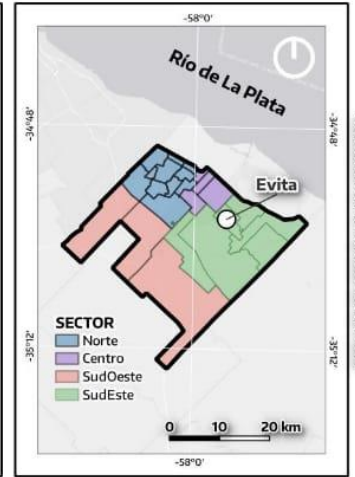 -58°0'
Río de La Plata
-34°48'
-34°48'
Evita
SECTOR
Norte
Centro
SudOeste
SudEste
-35°12'
-35°12'
0 10 20 km
-58°0'